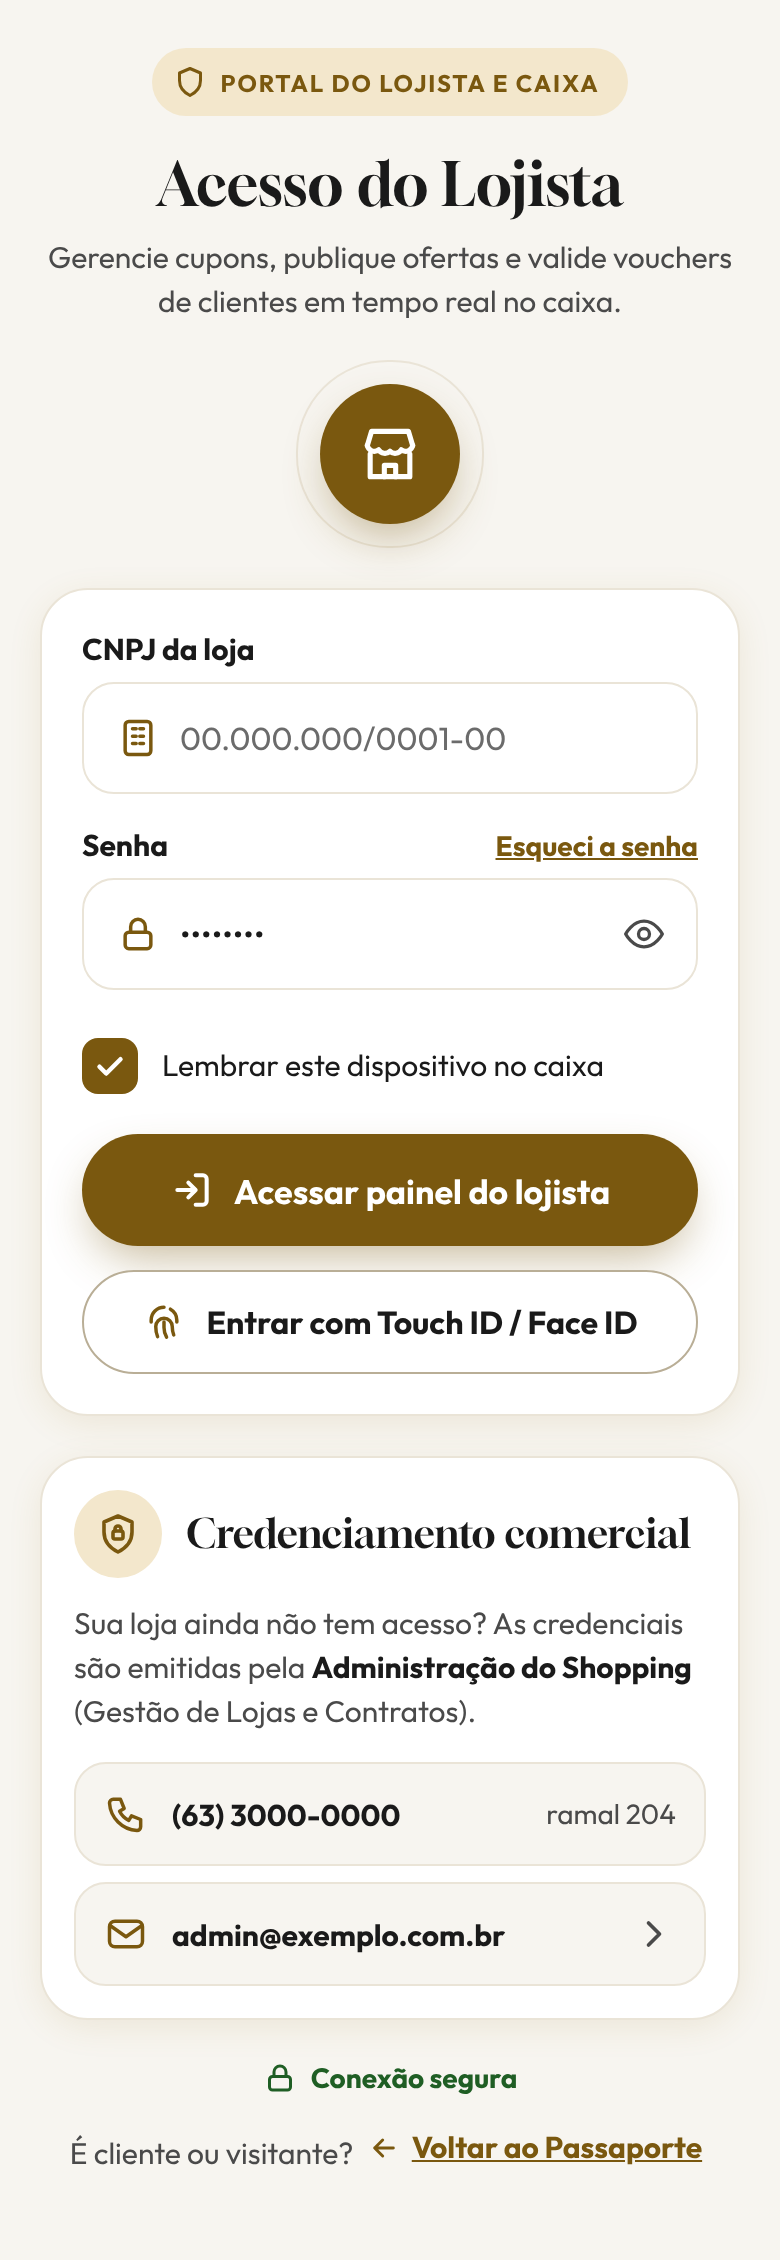 PORTAL DO LOJISTA E CAIXA
Acesso do Lojista
Gerencie cupons, publique ofertas e valide vouchers
de clientes em tempo real no caixa.
CNPJ da loja
00.000.000/0001-00
Senha
Esqueci a senha
••••••••
Lembrar este dispositivo no caixa
Acessar painel do lojista
Entrar com Touch ID / Face ID
Credenciamento comercial
Sua loja ainda não tem acesso? As credenciais
são emitidas pela Administração do Shopping
(Gestão de Lojas e Contratos).
(63) 3000-0000
ramal 204
admin@exemplo.com.br
Conexão segura
É cliente ou visitante? ← Voltar ao Passaporte